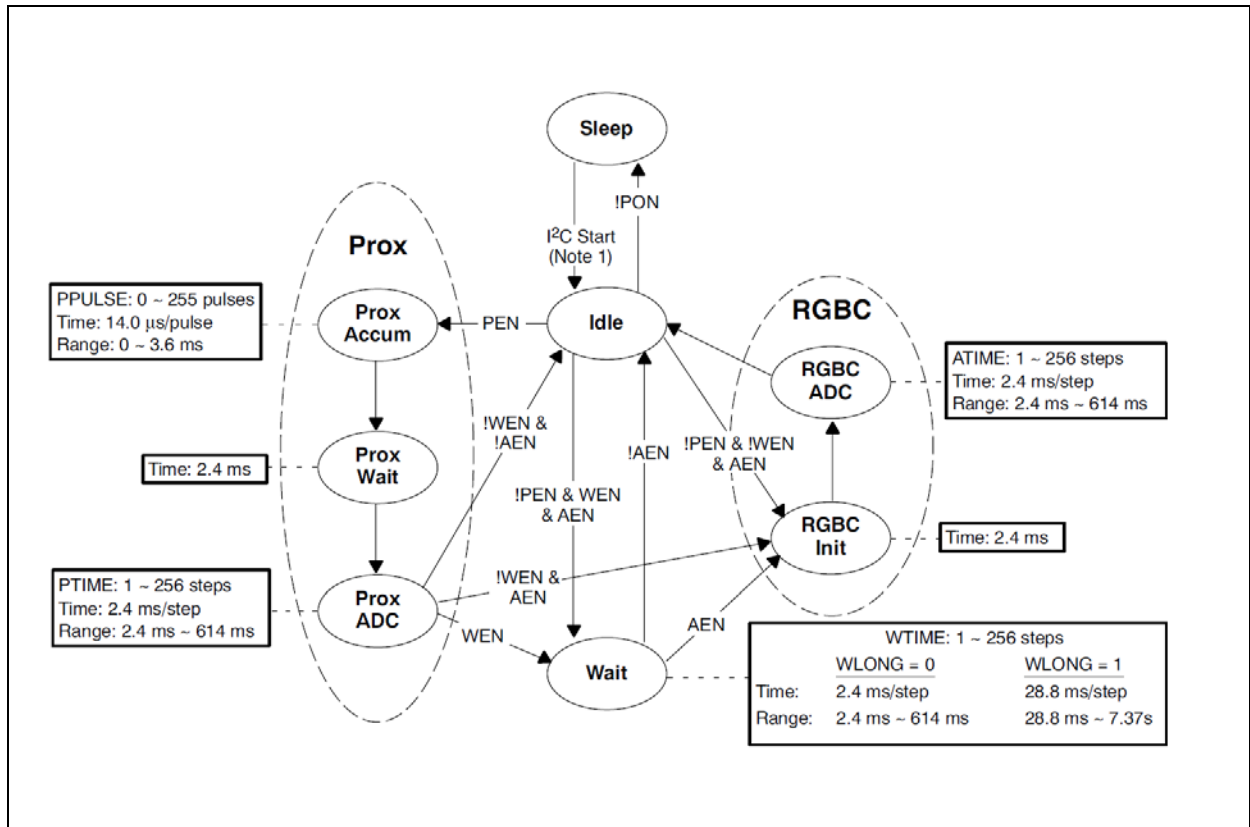 Sleep
!PON
I²C Start
(Note 1)
Prox
PPULSE: 0 ~ 255 pulses
Time: 14.0 µs/pulse
Range: 0 ~ 3.6 ms
Prox
Accum
PEN
Idle
RGBC
RGBC
ADC
ATIME: 1 ~ 256 steps
Time: 2.4 ms/step
Range: 2.4 ms ~ 614 ms
!WEN &
!AEN
!PEN & !WEN
& AEN
!AEN
Time: 2.4 ms
Prox
Wait
!PEN & WEN
& AEN
RGBC
Init
Time: 2.4 ms
PTIME: 1 ~ 256 steps
Time: 2.4 ms/step
Range: 2.4 ms ~ 614 ms
Prox
ADC
!WEN &
AEN
WEN
AEN
Wait
WTIME: 1 ~ 256 steps
WLONG = 0 WLONG = 1
Time: 2.4 ms/step 28.8 ms/step
Range: 2.4 ms ~ 614 ms 28.8 ms ~ 7.37s